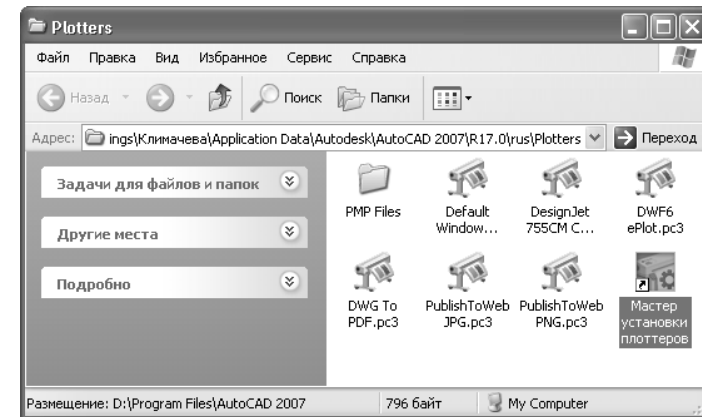 Plotters
Файл Правка Вид Избранное Сервис Справка
Назад Поиск Папки
Адрес: ings\Климачева\Application Data\Autodesk\AutoCAD 2007\R17.0\rus\Plotters Переход
Задачи для файлов и папок
Другие места
Подробно
PMP Files
Default
Window...
DesignJet
755CM C...
DWF6
ePlot.pc3
DWG To
PDF.pc3
PublishToWeb
JPG.pc3
PublishToWeb
PNG.pc3
Мастер
установки
плоттеров
Размещение: D:\Program Files\AutoCAD 2007 796 байт My Computer